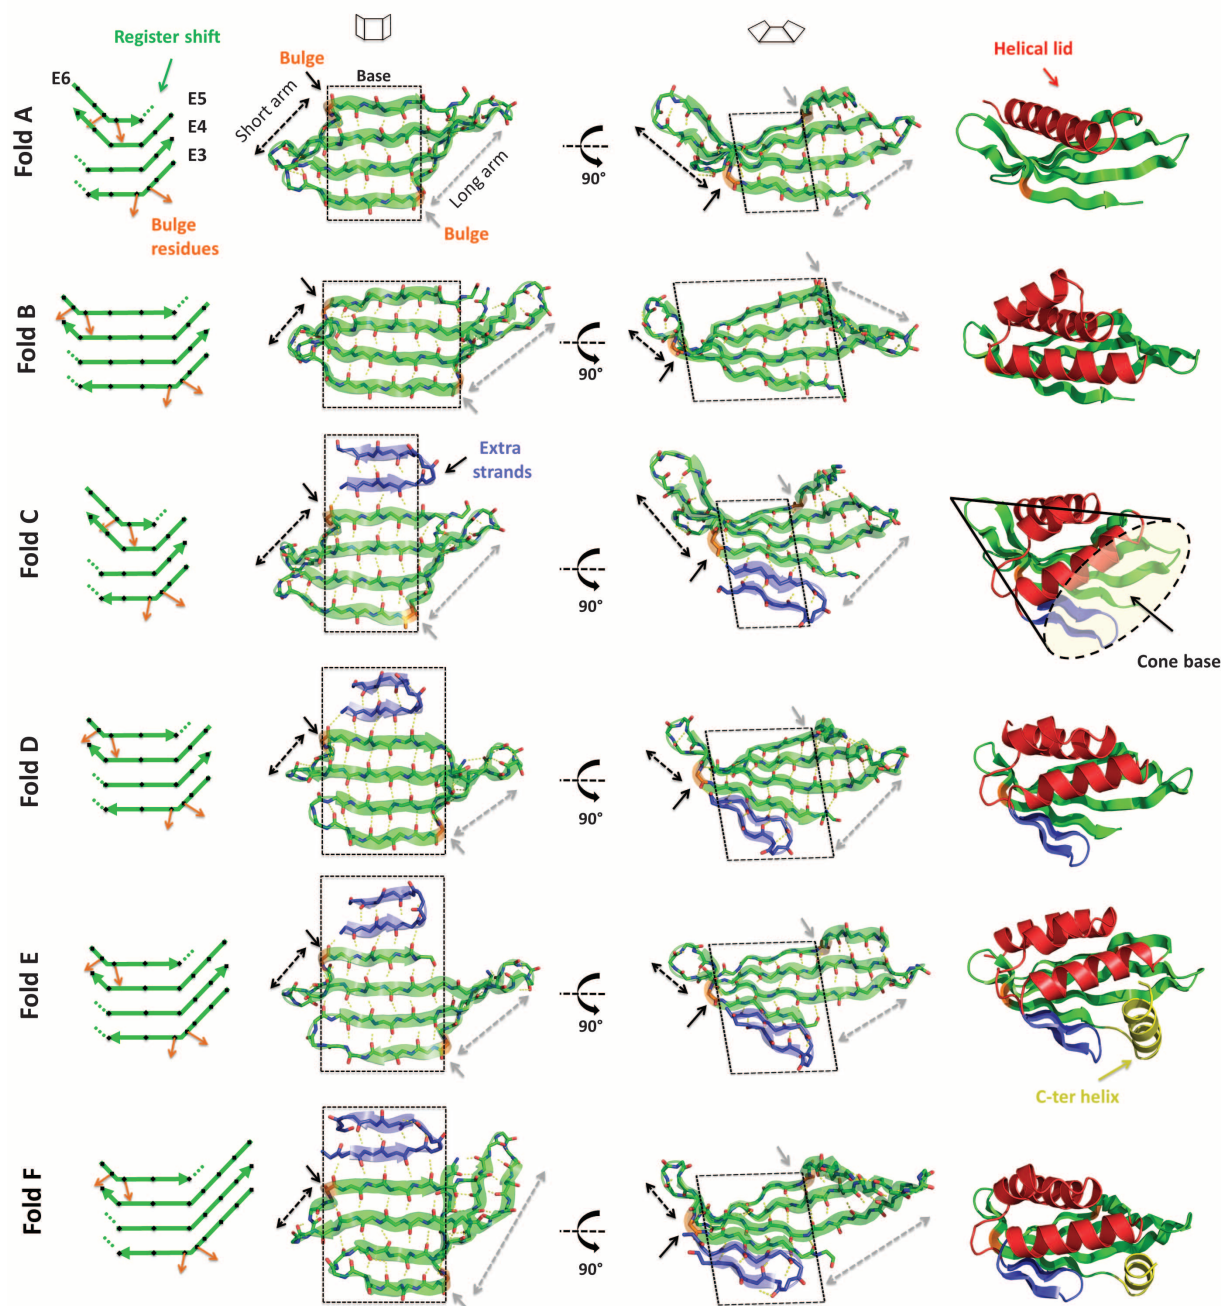 Register shift
Helical lid
Bulge
Base
E6
E5
E4
E3
Short arm
Long arm
90°
Fold A
Bulge
residues
Bulge
Fold B
90°
Extra
strands
Fold C
90°
Cone base
Fold D
90°
Fold E
90°
C-ter helix
Fold F
90°